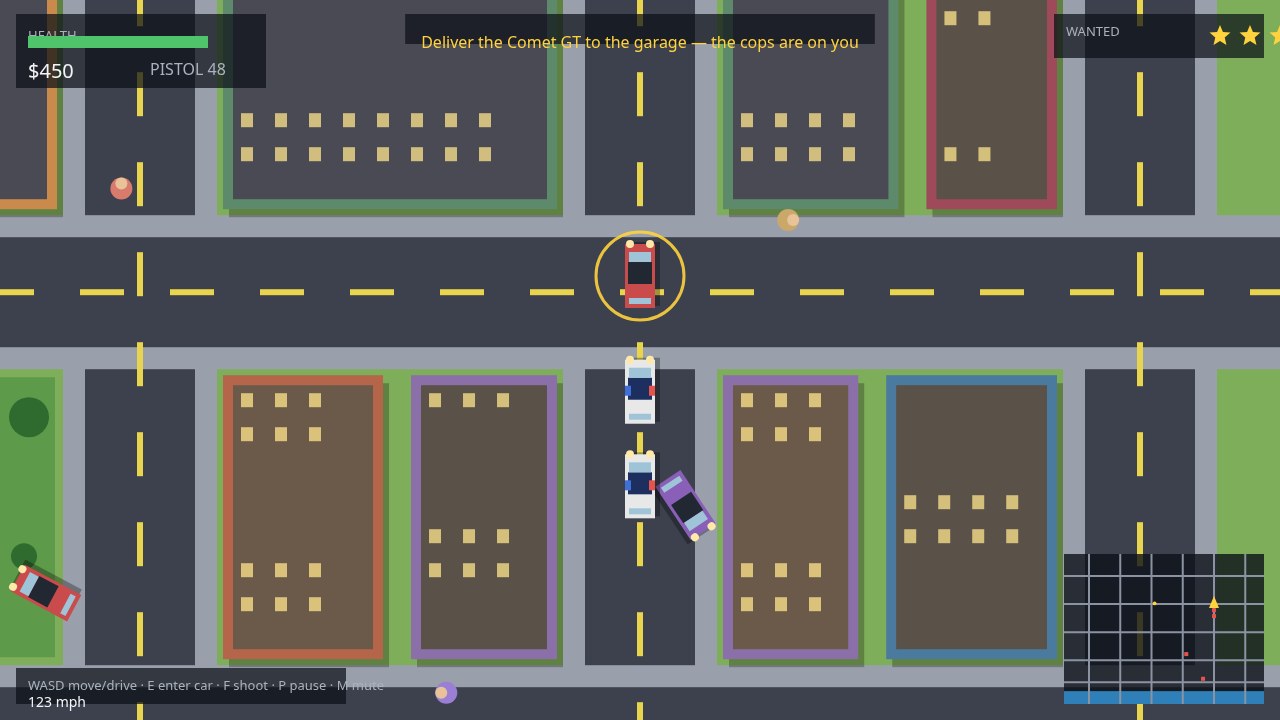 HEALTH
$450 PISTOL 48
Deliver the Comet GT to the garage — the cops are on you
WANTED
WASD move/drive · E enter car · F shoot · P pause · M mute
123 mph